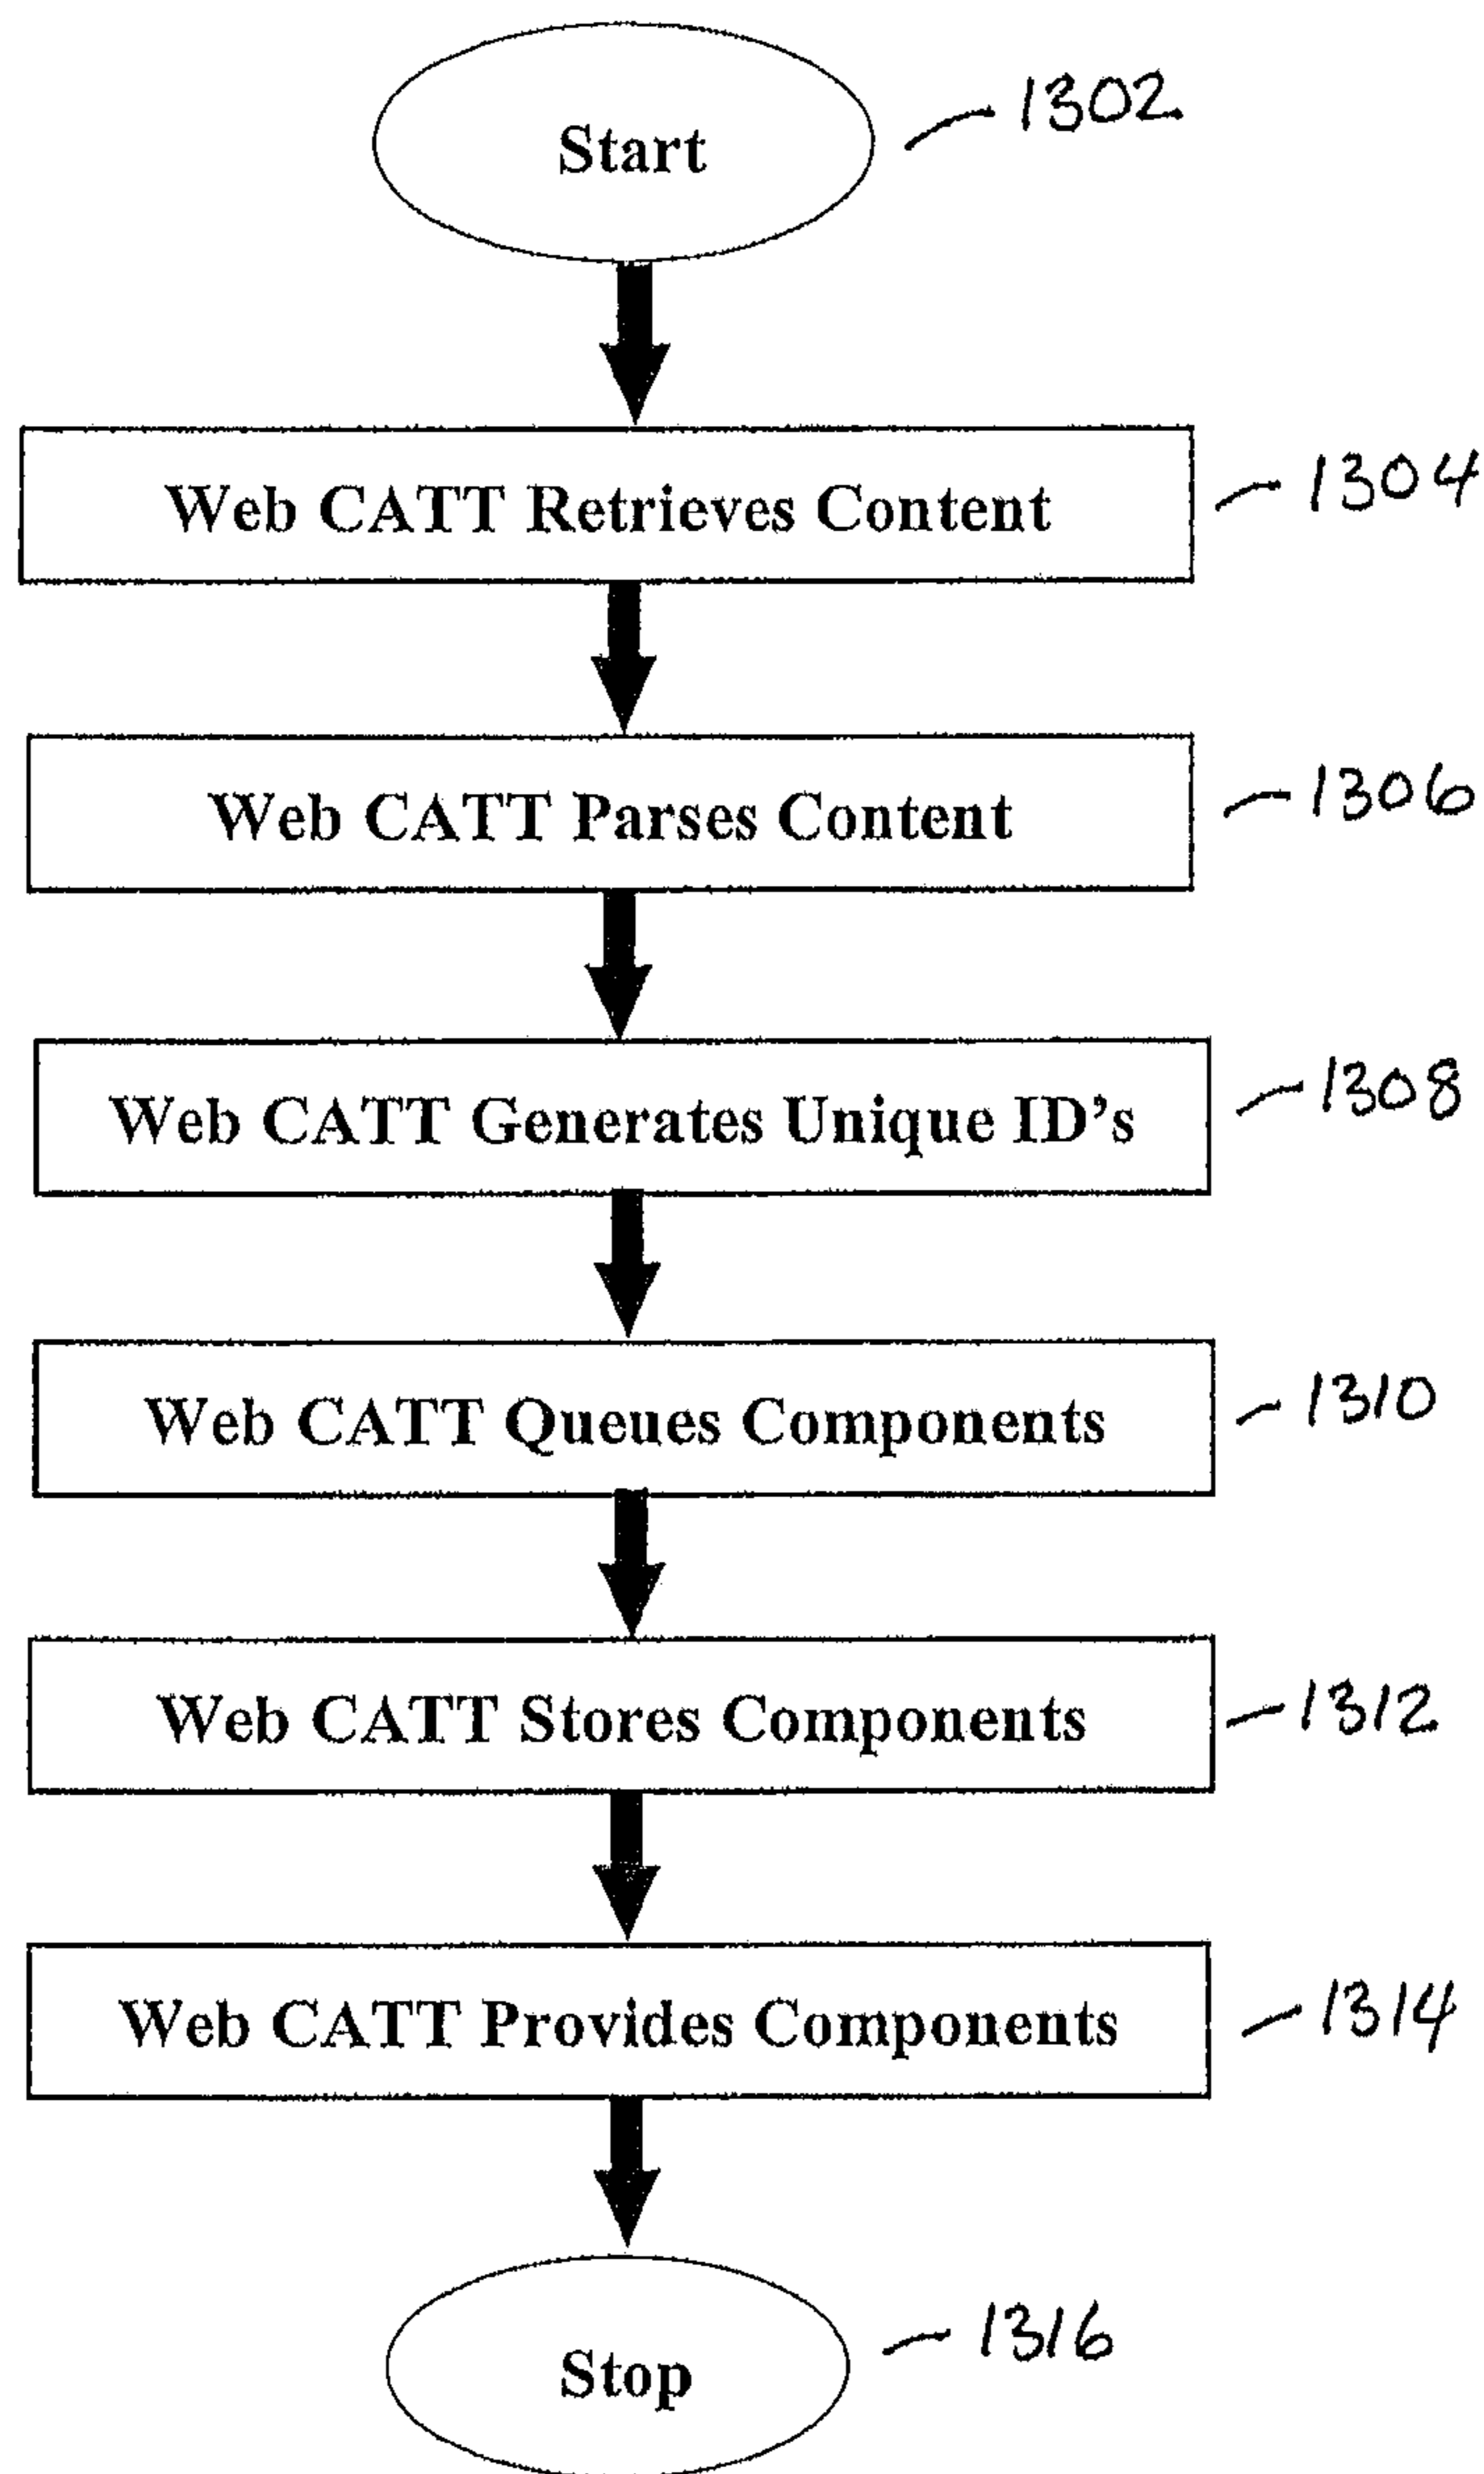 Start
1302
Web CATT Retrieves Content
1304
Web CATT Parses Content
1306
Web CATT Generates Unique ID’s
1308
Web CATT Queues Components
1310
Web CATT Stores Components
1312
Web CATT Provides Components
1314
Stop
1316